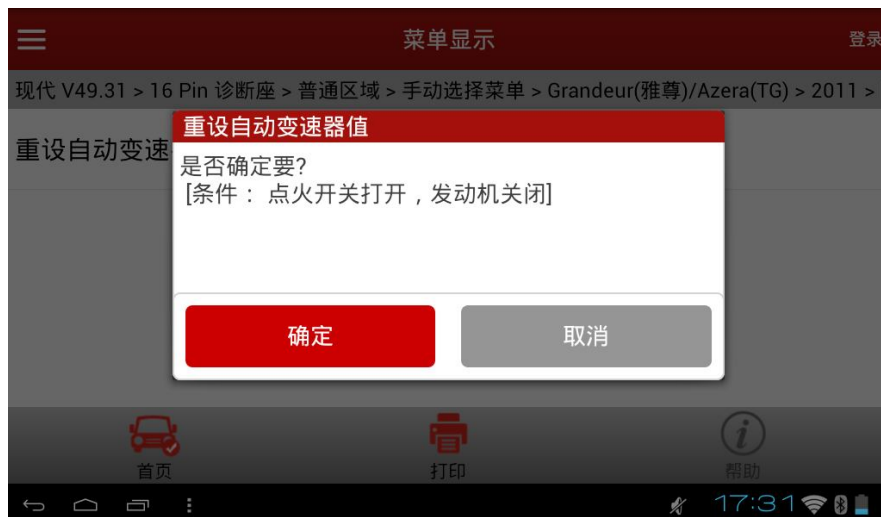 菜单显示
登录
现代 V49.31 > 16 Pin 诊断座 > 普通区域 > 手动选择菜单 > Grandeur(雅尊)/Azera(TG) > 2011 >
重设自动变速
重设自动变速器值
是否确定要?
[条件： 点火开关打开，发动机关闭]
确定
取消
首页
打印
帮助
17:31